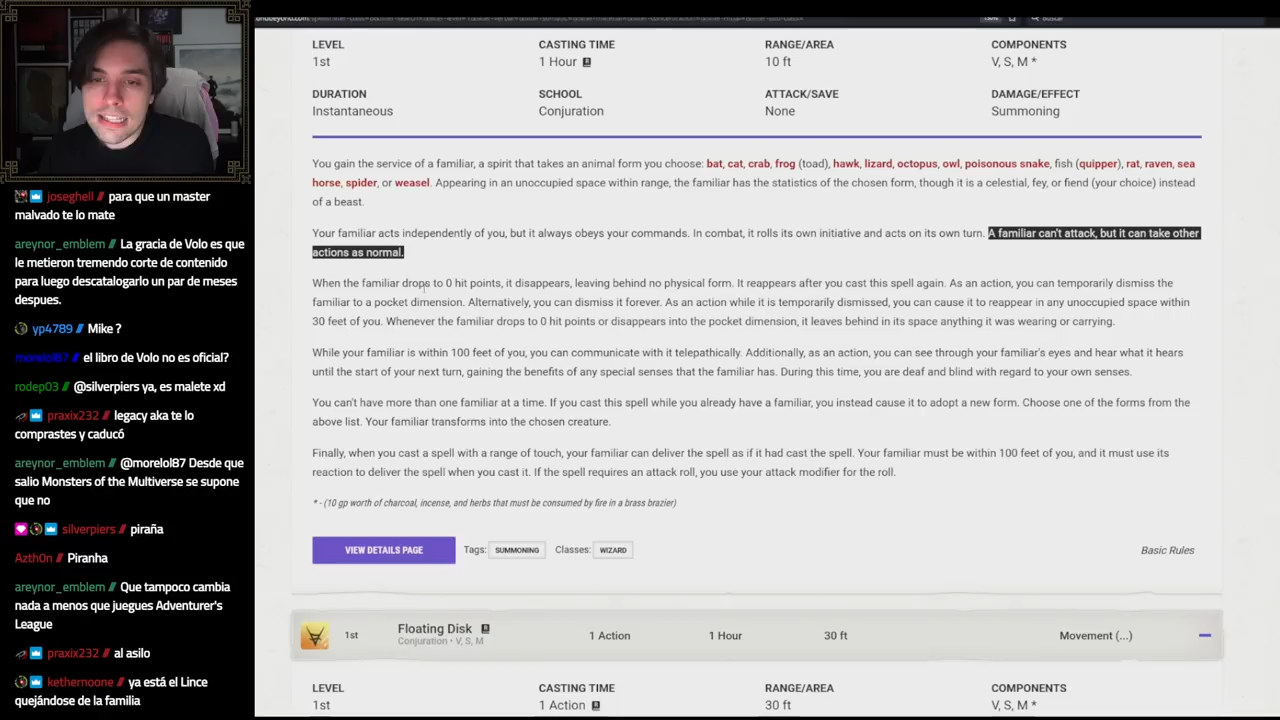 LEVEL
CASTING TIME
RANGE/AREA
COMPONENTS
1st
1 Hour
10 ft
V, S, M *
DURATION
SCHOOL
ATTACK/SAVE
DAMAGE/EFFECT
Instantaneous
Conjuration
None
Summoning
You gain the service of a familiar, a spirit that takes an animal form you choose: bat, cat, crab, frog (toad), hawk, lizard, octopus, owl, poisonous snake, fish (quipper), rat, raven, sea
horse, spider, or weasel. Appearing in an unoccupied space within range, the familiar has the statistics of the chosen form, though it is a celestial, fey, or fiend (your choice) instead
of a beast.
Your familiar acts independently of you, but it always obeys your commands. In combat, it rolls its own initiative and acts on its own turn. A familiar can't attack, but it can take other
actions as normal.
When the familiar drops to 0 hit points, it disappears, leaving behind no physical form. It reappears after you cast this spell again. As an action, you can temporarily dismiss the
familiar to a pocket dimension. Alternatively, you can dismiss it forever. As an action while it is temporarily dismissed, you can cause it to reappear in any unoccupied space within
30 feet of you. Whenever the familiar drops to 0 hit points or disappears into the pocket dimension, it leaves behind in its space anything it was wearing or carrying.
While your familiar is within 100 feet of you, you can communicate with it telepathically. Additionally, as an action, you can see through your familiar's eyes and hear what it hears
until the start of your next turn, gaining the benefits of any special senses that the familiar has. During this time, you are deaf and blind with regard to your own senses.
You can't have more than one familiar at a time. If you cast this spell while you already have a familiar, you instead cause it to adopt a new form. Choose one of the forms from the
above list. Your familiar transforms into the chosen creature.
Finally, when you cast a spell with a range of touch, your familiar can deliver the spell as if it had cast the spell. Your familiar must be within 100 feet of you, and it must use its
reaction to deliver the spell when you cast it. If the spell requires an attack roll, you use your attack modifier for the roll.
* - (10 gp worth of charcoal, incense, and herbs that must be consumed by fire in a brass brazier)
VIEW DETAILS PAGE
Tags: SUMMONING Classes: WIZARD
Basic Rules
1st
Floating Disk
Conjuration • V, S, M
1 Action
1 Hour
30 ft
Movement (...)
LEVEL
CASTING TIME
RANGE/AREA
COMPONENTS
1st
1 Action
30 ft
V, S, M *
joseghell // para que un master
malvado te lo mate
areynor_emblem // La gracia de Volo es que
le metieron tremendo corte de contenido
para luego descatalogarlo un par de meses
despues.
yp4789 // Mike ?
morelol87 // el libro de Volo no es oficial?
rodep03 // @silverpiers ya, es malete xd
praxix232 // legacy aka te lo
comprastes y caducó
areynor_emblem // @morelol87 Desde que
salio Monsters of the Multiverse se supone
que no
silverpiers // piraña
Azth0n // Piranha
areynor_emblem // Que tampoco cambia
nada a menos que juegues Adventurer's
League
praxix232 // al asilo
kethernoone // ya está el Lince
quejándose de la familia